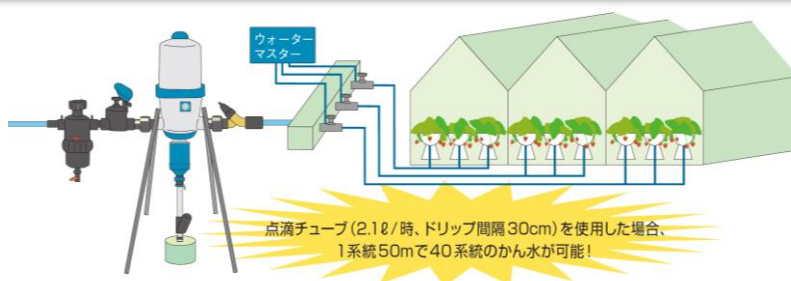 ウォーター
マスター
点滴チューブ(2.1ℓ/時、ドリップ間隔30cm)を使用した場合、
1系統50mで40系統のかん水が可能!